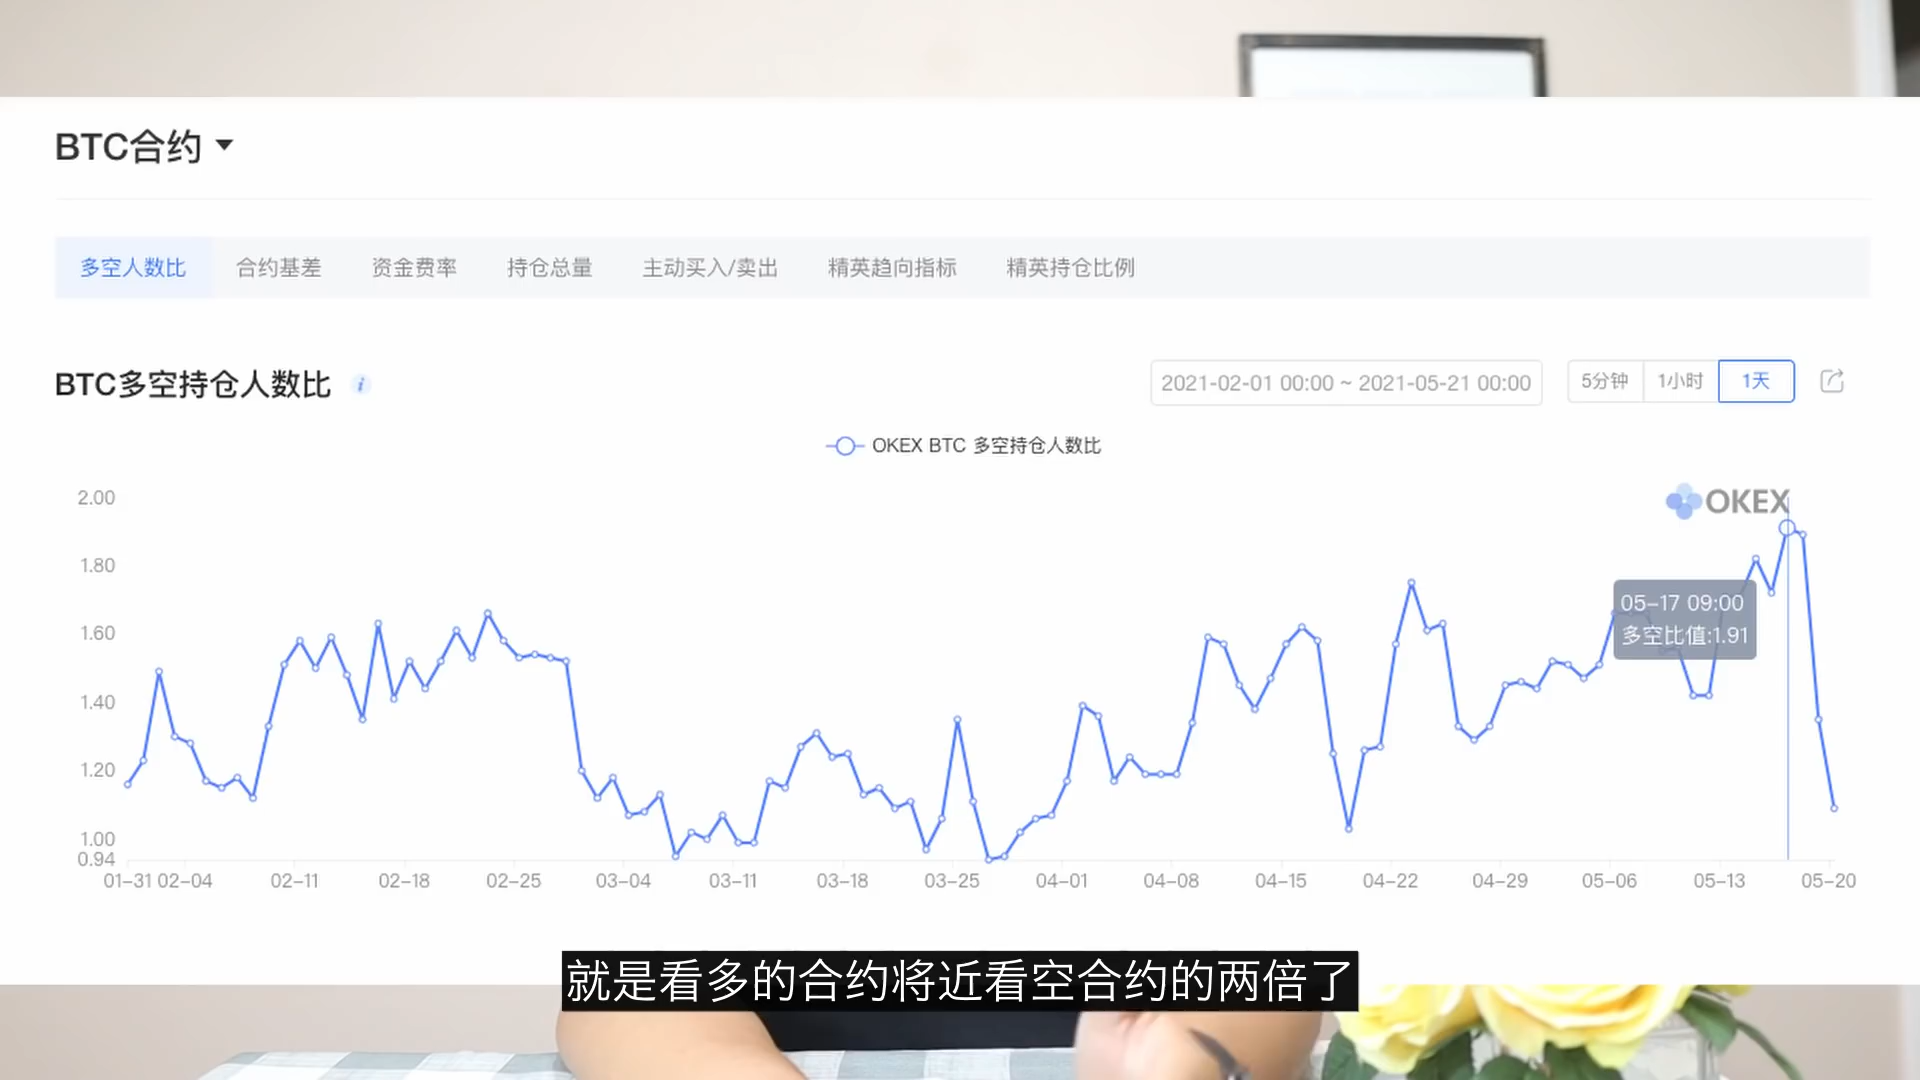 BTC合约
多空人数比 合约基差 资金费率 持仓总量 主动买入/卖出 精英趋向指标 精英持仓比例
BTC多空持仓人数比 i 2021-02-01 00:00 ~ 2021-05-21 00:00 5分钟 1小时 1天
OKEX BTC 多空持仓人数比
OKEX
2.00
1.80
1.60
1.40
1.20
1.00
0.94
05-17 09:00
多空比值:1.91
01-31 02-04 02-11 02-18 02-25 03-04 03-11 03-18 03-25 04-01 04-08 04-15 04-22 04-29 05-06 05-13 05-20
就是看多的合约将近看空合约的两倍了